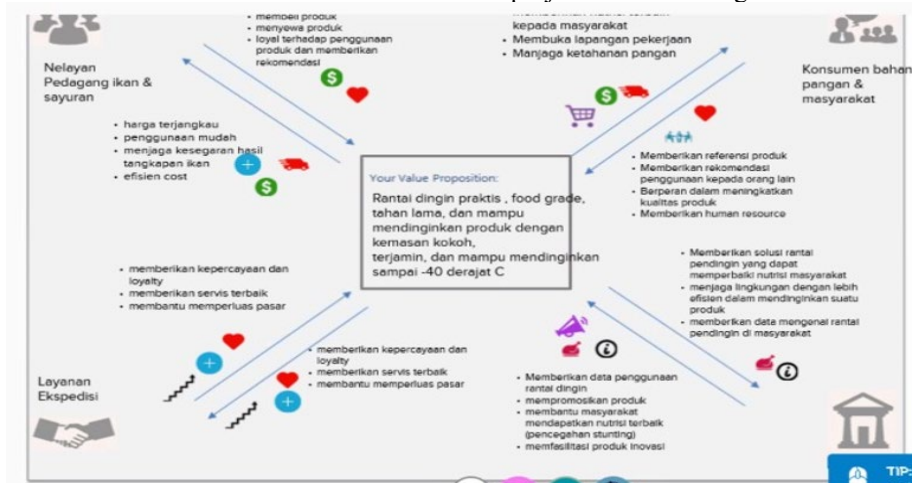 membeli produk
• menyewa produk
• loyal terhadap penggunaan
produk dan memberikan
rekomendasi
kepada masyarakat
• Membuka lapangan pekerjaan
• Manjaga ketahanan pangan
Nelayan
Pedagang ikan &
sayuran
Konsumen bahan
pangan &
masyarakat
• harga terjangkau
• penggunaan mudah
• menjaga kesegaran hasil
tangkapan ikan
• efisien cost
Your Value Proposition:
Rantai dingin praktis , food grade,
tahan lama, dan mampu
mendinginkan produk dengan
kemasan kokoh,
terjamin, dan mampu mendinginkan
sampai -40 derajat C
• Memberikan referensi produk
• Memberikan rekomendasi
penggunaan kepada orang lain
• Berperan dalam meningkatkan
kualitas produk
• Memberikan human resource
• memberikan kepercayaan dan
loyalty
• memberikan servis terbaik
• membantu memperluas pasar
• Memberikan solusi rantai
pendingin yang dapat
memperbaiki nutrisi masyarakat
• menjaga lingkungan dengan lebih
efisien dalam mendinginkan suatu
produk
• memberikan data mengenai rantai
pendingin di masyarakat
• memberikan kepercayaan dan
loyalty
• memberikan servis terbaik
• membantu memperluas pasar
Layanan
Ekspedisi
• Memberikan data penggunaan
rantai dingin
• mempromosikan produk
• membantu masyarakat
mendapatkan nutrisi terbaik
(pencegahan stunting)
• memfasilitasi produk inovasi
TIP: